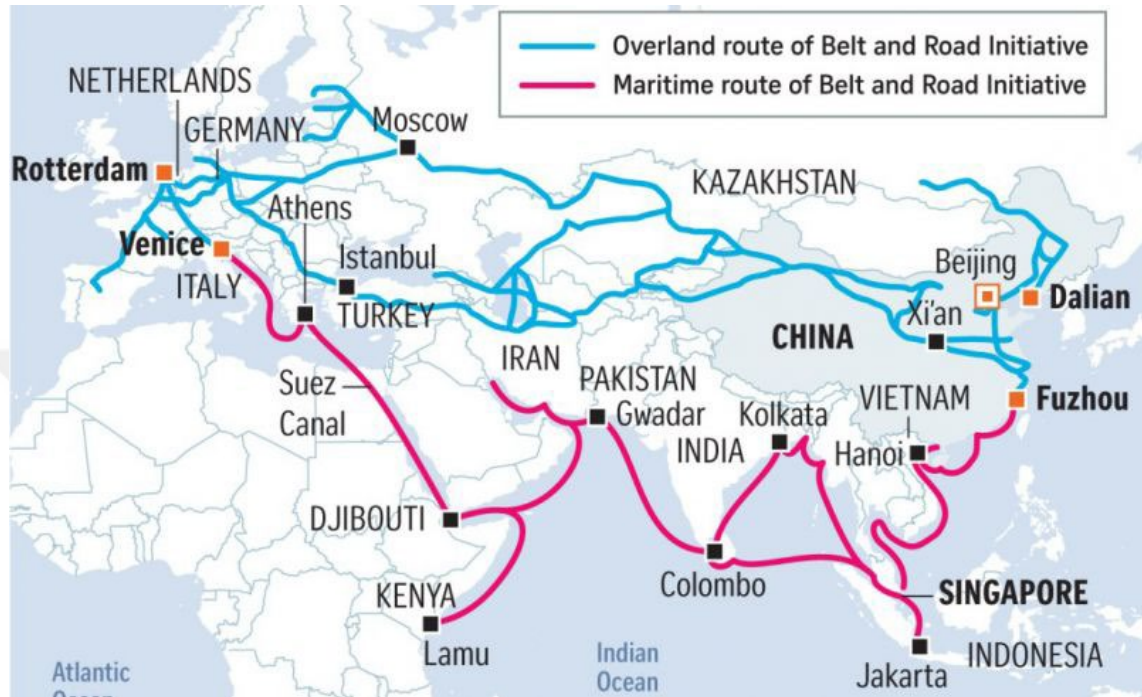 Overland route of Belt and Road Initiative
Maritime route of Belt and Road Initiative
NETHERLANDS
GERMANY
Moscow
Rotterdam
KAZAKHSTAN
Athens
Venice
Istanbul
Beijing
ITALY
TURKEY
Xi'an
Dalian
CHINA
IRAN
Suez
Canal
PAKISTAN
Gwadar
Kolkata
VIETNAM
Fuzhou
INDIA
Hanoi
DJIBOUTI
Colombo
SINGAPORE
KENYA
Lamu
Indian
Ocean
Jakarta
INDONESIA
Atlantic